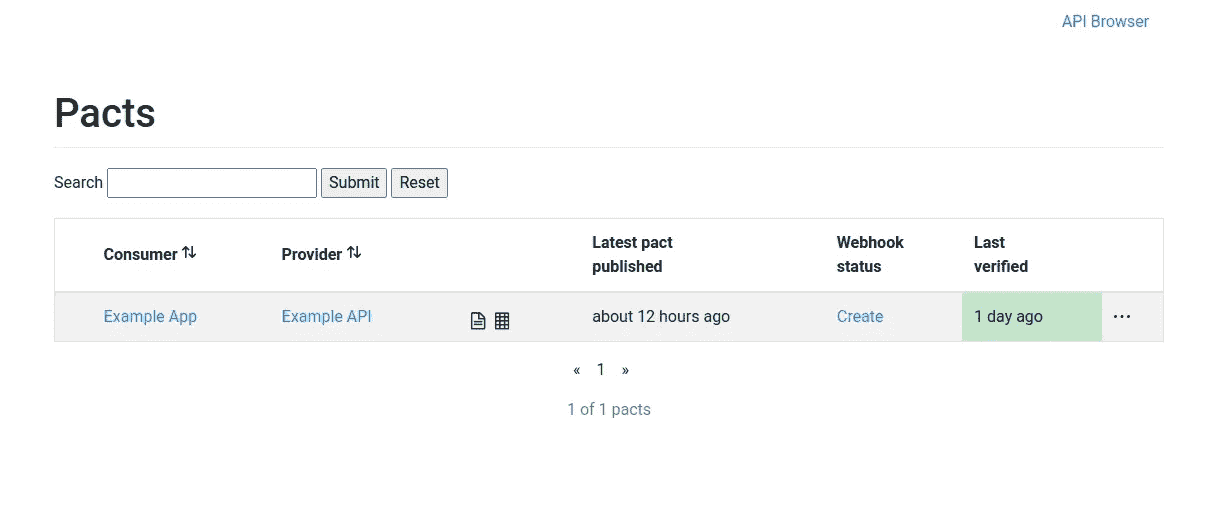 API Browser
Pacts
Search Submit Reset
Consumer Provider Latest pact published Webhook status Last verified
Example App Example API about 12 hours ago Create 1 day ago ...
« 1 »
1 of 1 pacts